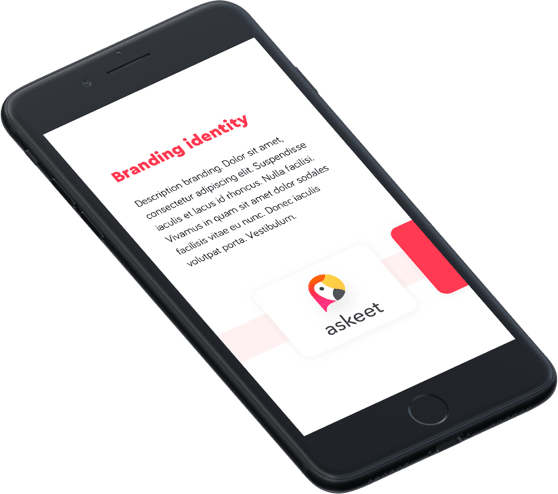 Branding identity
Description branding. Dolor sit amet,
consectetur adipiscing elit. Suspendisse
iaculis et lacus id rhoncus. Nulla facilisi.
Vivamus in quam sit amet dolor sodales
facilisis vitae eu nunc. Donec iaculis
volutpat porta. Vestibulum.
askeet